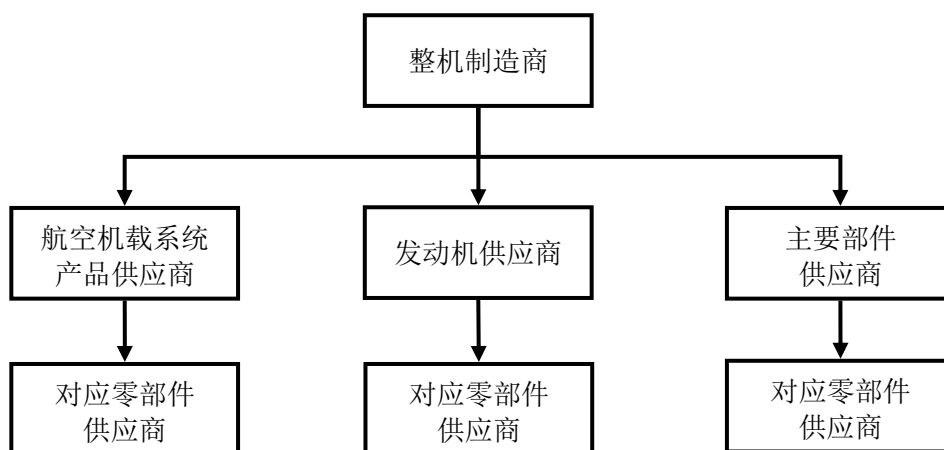 整机制造商
航空机载系统
产品供应商
发动机供应商
主要部件
供应商
对应零部件
供应商
对应零部件
供应商
对应零部件
供应商